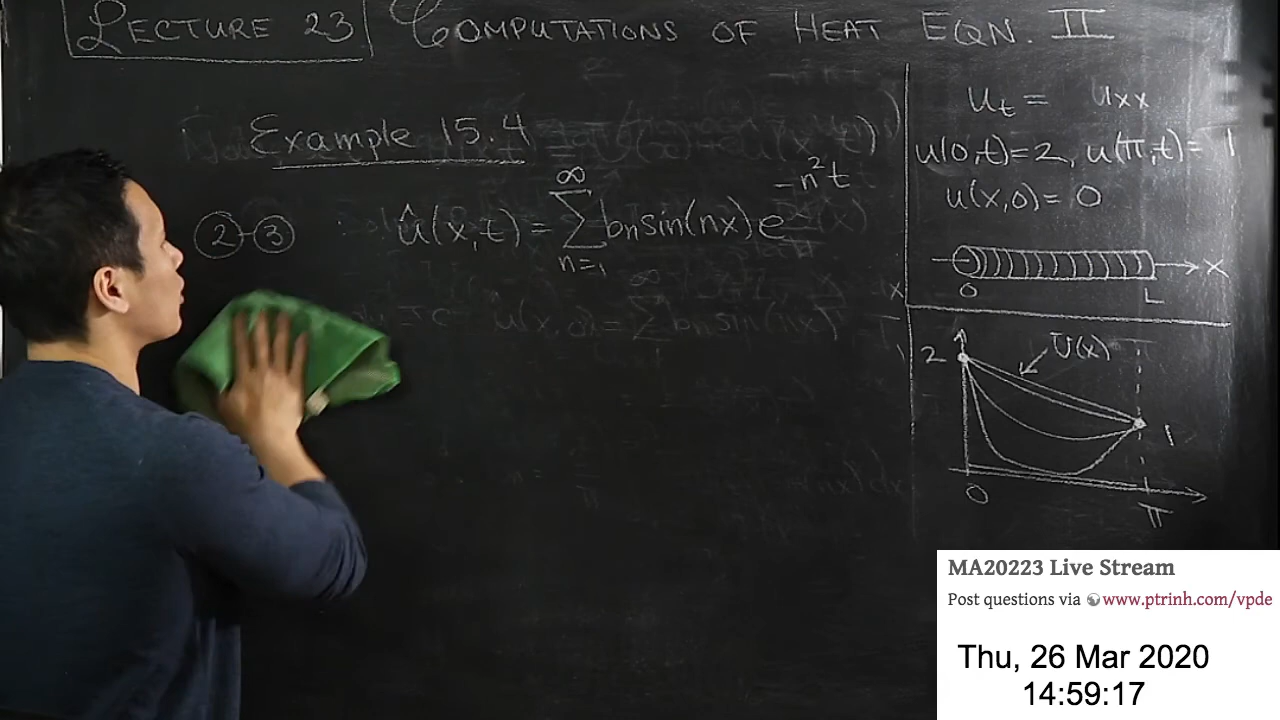 LECTURE 23 COMPUTATIONS OF HEAT EQN. II
Example 15.4
②-③ : û(x,t) = ∑_{n=1}^{∞} bn sin(nx) e^{-n²t}
u_t = u_xx
u(0,t)=2, u(π,t)=1
u(x,0)=0
x
0 L
2 U(x)
1
0 π
MA20223 Live Stream
Post questions via www.ptrinh.com/vpde
Thu, 26 Mar 2020
14:59:17